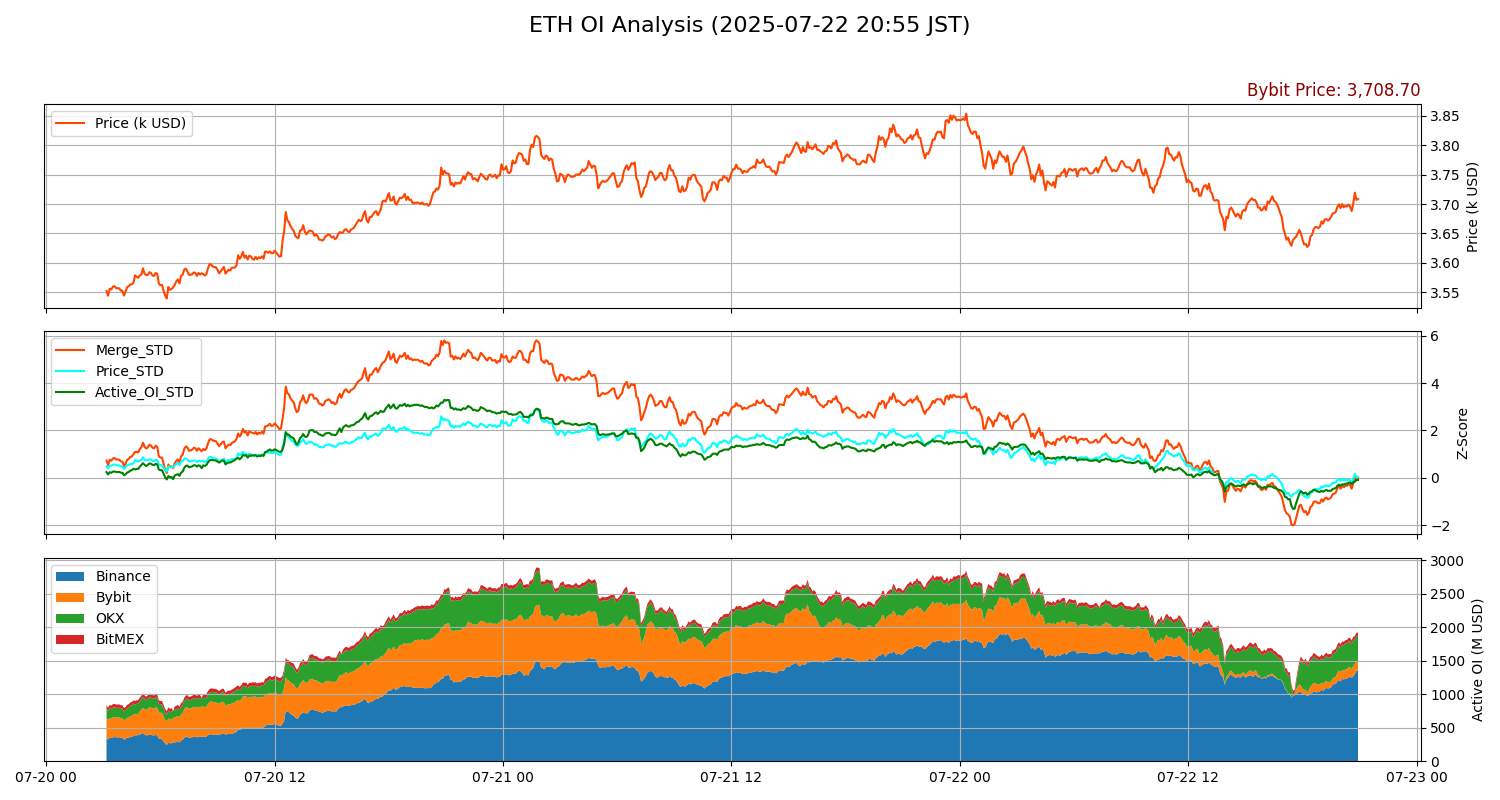 ETH OI Analysis (2025-07-22 20:55 JST)
Bybit Price: 3,708.70
Price (k USD)
3.85
3.80
3.75
3.70
3.65
3.60
3.55
Price (k USD)
Merge_STD
Price_STD
Active_OI_STD
6
4
2
0
−2
Z-Score
Binance
Bybit
OKX
BitMEX
3000
2500
2000
1500
1000
500
0
Active OI (M USD)
07-20 00
07-20 12
07-21 00
07-21 12
07-22 00
07-22 12
07-23 00